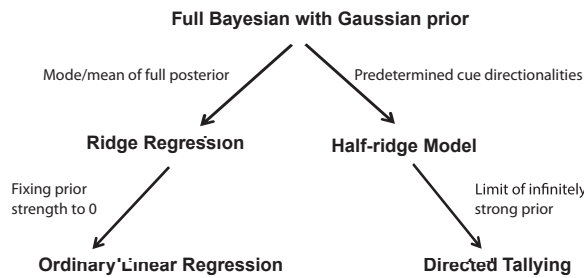 Full Bayesian with Gaussian prior
Mode/mean of full posterior
Predetermined cue directionalities
Ridge Regression
Half-ridge Model
Fixing prior
strength to 0
Limit of infinitely
strong prior
Ordinary Linear Regression
Directed Tallying